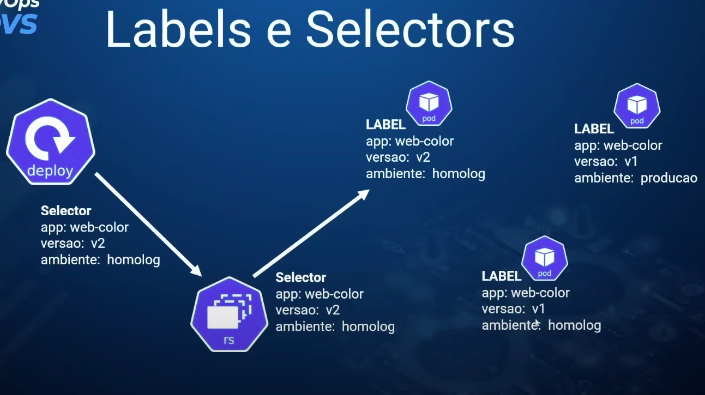 Ops
Labels e Selectors
deploy
Selector
app: web-color
versao: v2
ambiente: homolog
rs
Selector
app: web-color
versao: v2
ambiente: homolog
pod
LABEL
app: web-color
versao: v2
ambiente: homolog
pod
LABEL
app: web-color
versao: v1
ambiente: producao
pod
LABEL
app: web-color
versao: v1
ambiente: homolog